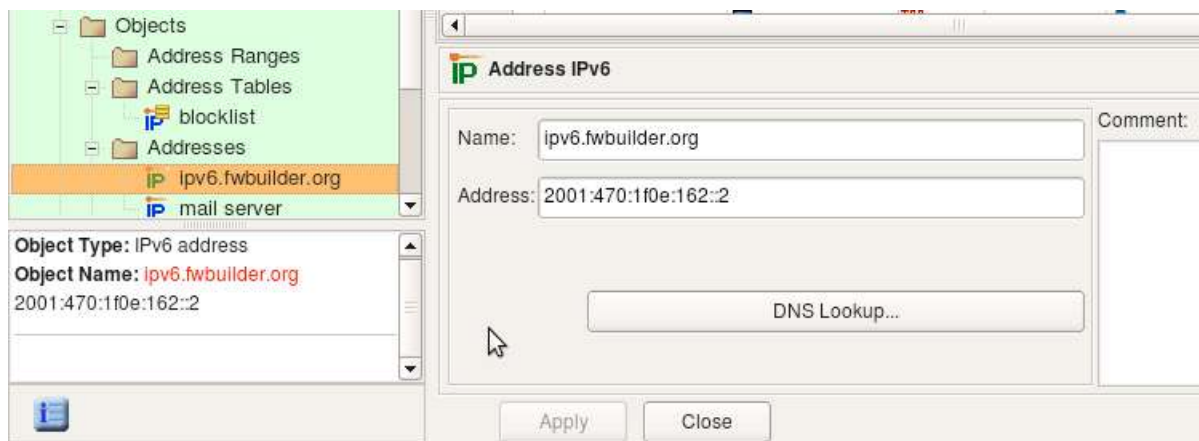 Objects
Address Ranges
Address Tables
blocklist
Addresses
ipv6.fwbuilder.org
mail server
Object Type: IPv6 address
Object Name: ipv6.fwbuilder.org
2001:470:1f0e:162::2
Address IPv6
Name: ipv6.fwbuilder.org
Address: 2001:470:1f0e:162::2
DNS Lookup...
Comment:
Apply
Close